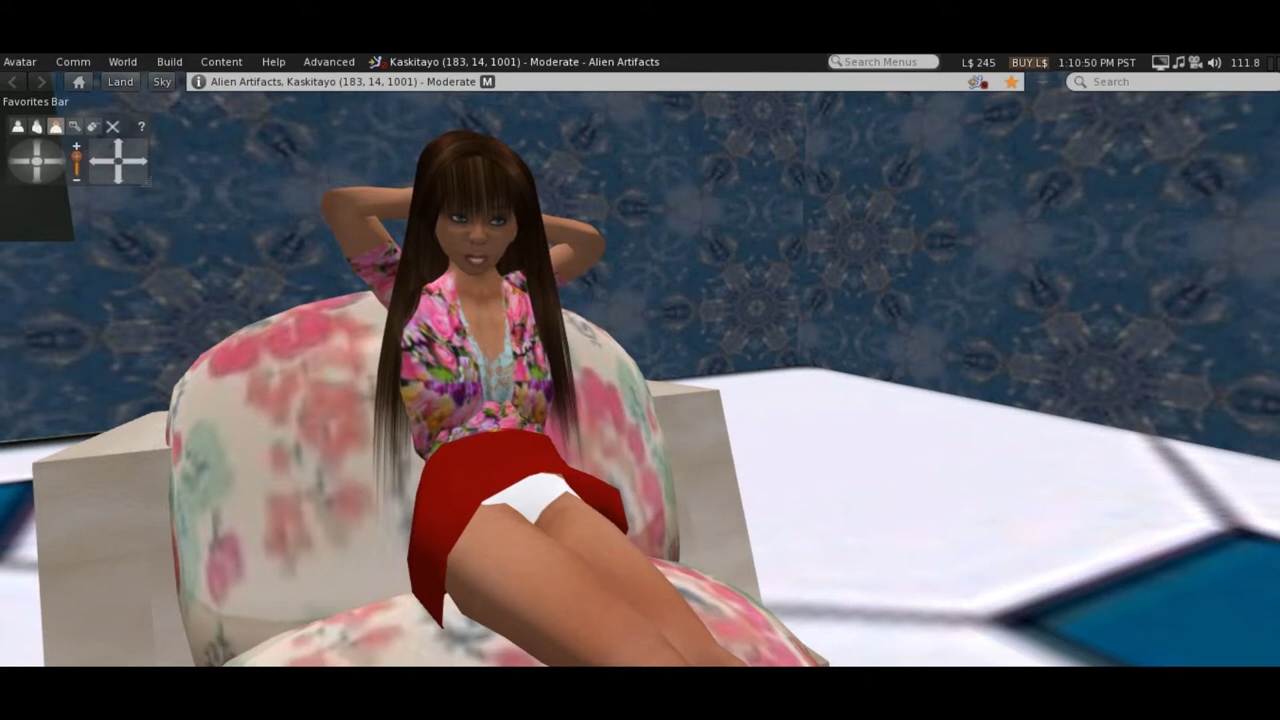 Avatar Comm World Build Content Help Advanced Kaskitayo (183, 14, 1001) - Moderate - Alien Artifacts Search Menus L$ 245 BUY L$ 1:10:50 PM PST 111.8
Land Sky i Alien Artifacts, Kaskitayo (183, 14, 1001) - Moderate M Search
Favorites Bar
?